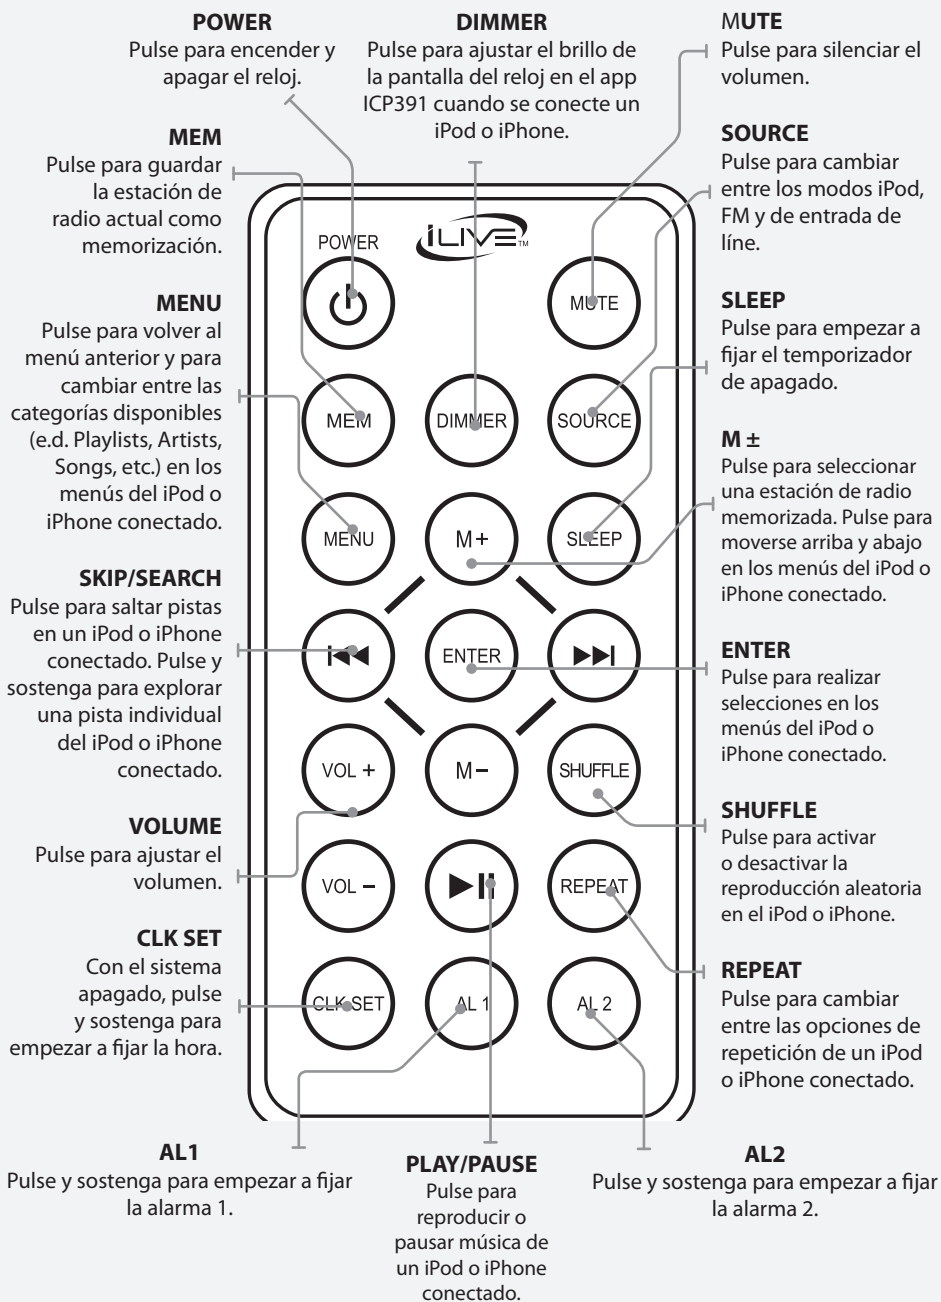 POWER
Pulse para encender y
apagar el reloj.
DIMMER
Pulse para ajustar el brillo de
la pantalla del reloj en el app
ICP391 cuando se conecte un
iPod o iPhone.
MUTE
Pulse para silenciar el
volumen.
MEM
Pulse para guardar
la estación de
radio actual como
memorización.
SOURCE
Pulse para cambiar
entre los modos iPod,
FM y de entrada de
líne.
MENU
Pulse para volver al
menú anterior y para
cambiar entre las
categorías disponibles
(e.d. Playlists, Artists,
Songs, etc.) en los
menús del iPod o
iPhone conectado.
SLEEP
Pulse para empezar a
fijar el temporizador
de apagado.
M ±
Pulse para seleccionar
una estación de radio
memorizada. Pulse para
moverse arriba y abajo
en los menús del iPod o
iPhone conectado.
SKIP/SEARCH
Pulse para saltar pistas
en un iPod o iPhone
conectado. Pulse y
sostenga para explorar
una pista individual
del iPod o iPhone
conectado.
ENTER
Pulse para realizar
selecciones en los
menús del iPod o
iPhone conectado.
VOLUME
Pulse para ajustar el
volumen.
SHUFFLE
Pulse para activar
o desactivar la
reproducción aleatoria
en el iPod o iPhone.
CLK SET
Con el sistema
apagado, pulse
y sostenga para
empezar a fijar la hora.
REPEAT
Pulse para cambiar
entre las opciones de
repetición de un iPod
o iPhone conectado.
POWER
iLIVE™
MUTE
MEM
DIMMER
SOURCE
MENU
M+
SLEEP
ENTER
VOL +
M−
SHUFFLE
VOL −
REPEAT
CLK SET
AL 1
AL 2
AL1
Pulse y sostenga para empezar a fijar
la alarma 1.
PLAY/PAUSE
Pulse para
reproducir o
pausar música de
un iPod o iPhone
conectado.
AL2
Pulse y sostenga para empezar a fijar
la alarma 2.